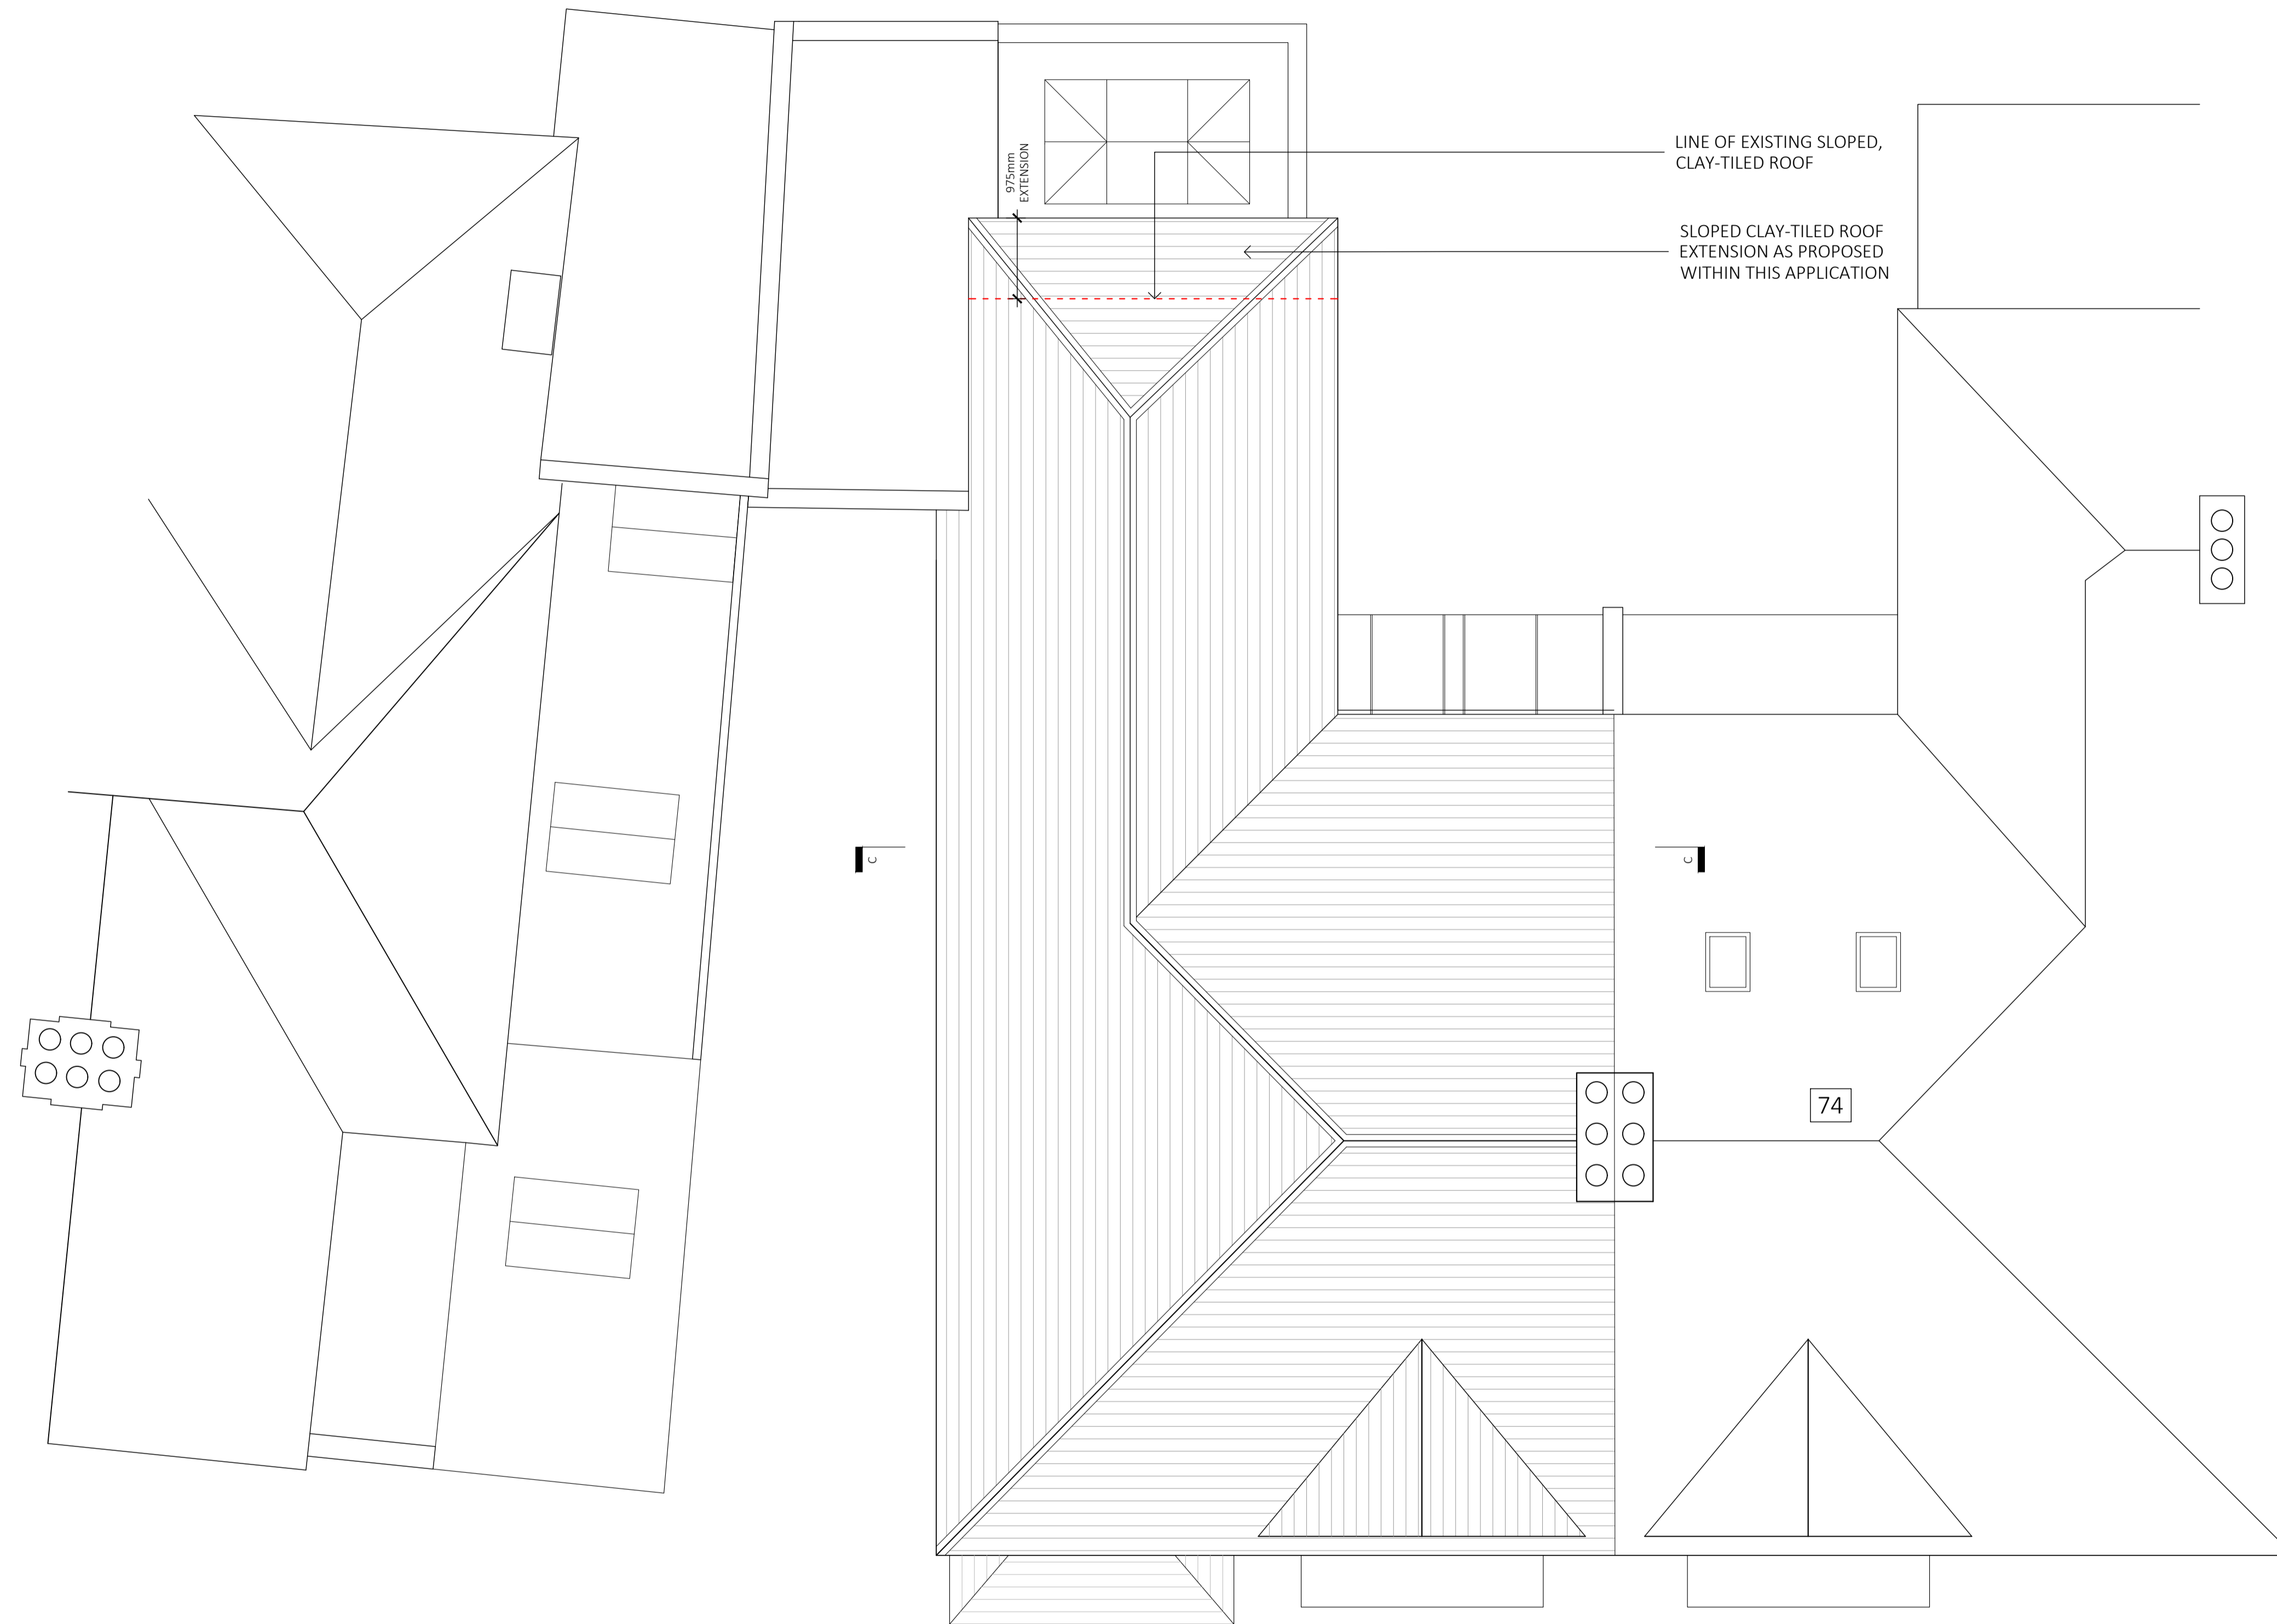 LINE OF EXISTING SLOPED,
CLAY-TILED ROOF
975mm
EXTENSION
SLOPED CLAY-TILED ROOF
EXTENSION AS PROPOSED
WITHIN THIS APPLICATION
C
C
74